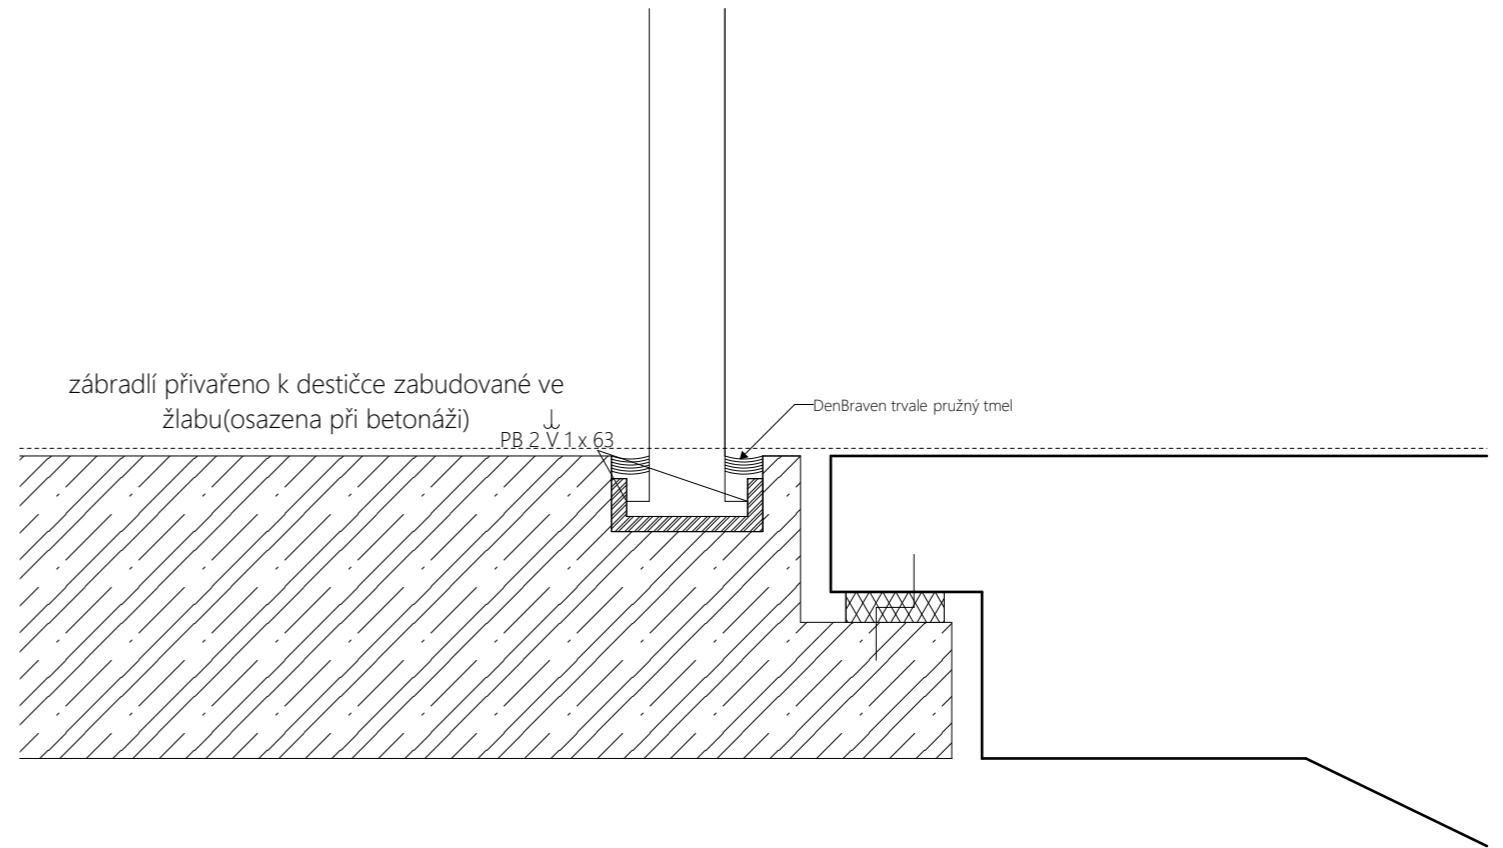 zábradlí přivařeno k destičce zabudované ve
žlabu(osazena při betonáži)
PB 2 V 1 x 63
DenBraven trvale pružný tmel